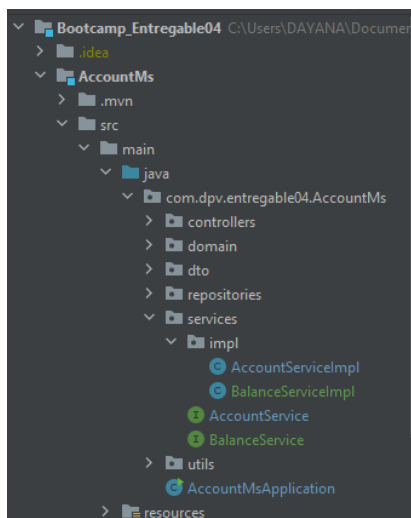 Bootcamp_Entregable04 C:\Users\DAYANA\Documer
.idea
AccountMs
.mvn
src
main
java
com.dpv.entregable04.AccountMs
controllers
domain
dto
repositories
services
impl
C AccountServiceImpl
C BalanceServiceImpl
I AccountService
I BalanceService
utils
AccountMsApplication
resources